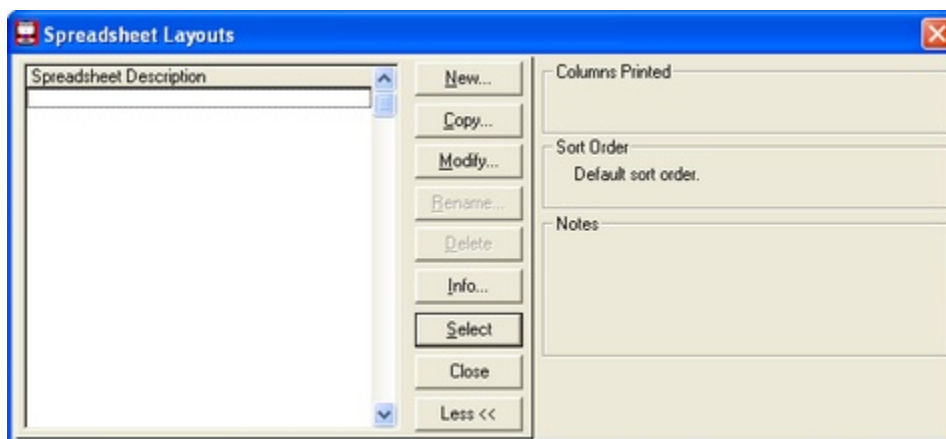 Spreadsheet Layouts
Spreadsheet Description
New...
Copy...
Modify...
Rename...
Delete
Info...
Select
Close
Less <<
Columns Printed
Sort Order
Default sort order.
Notes